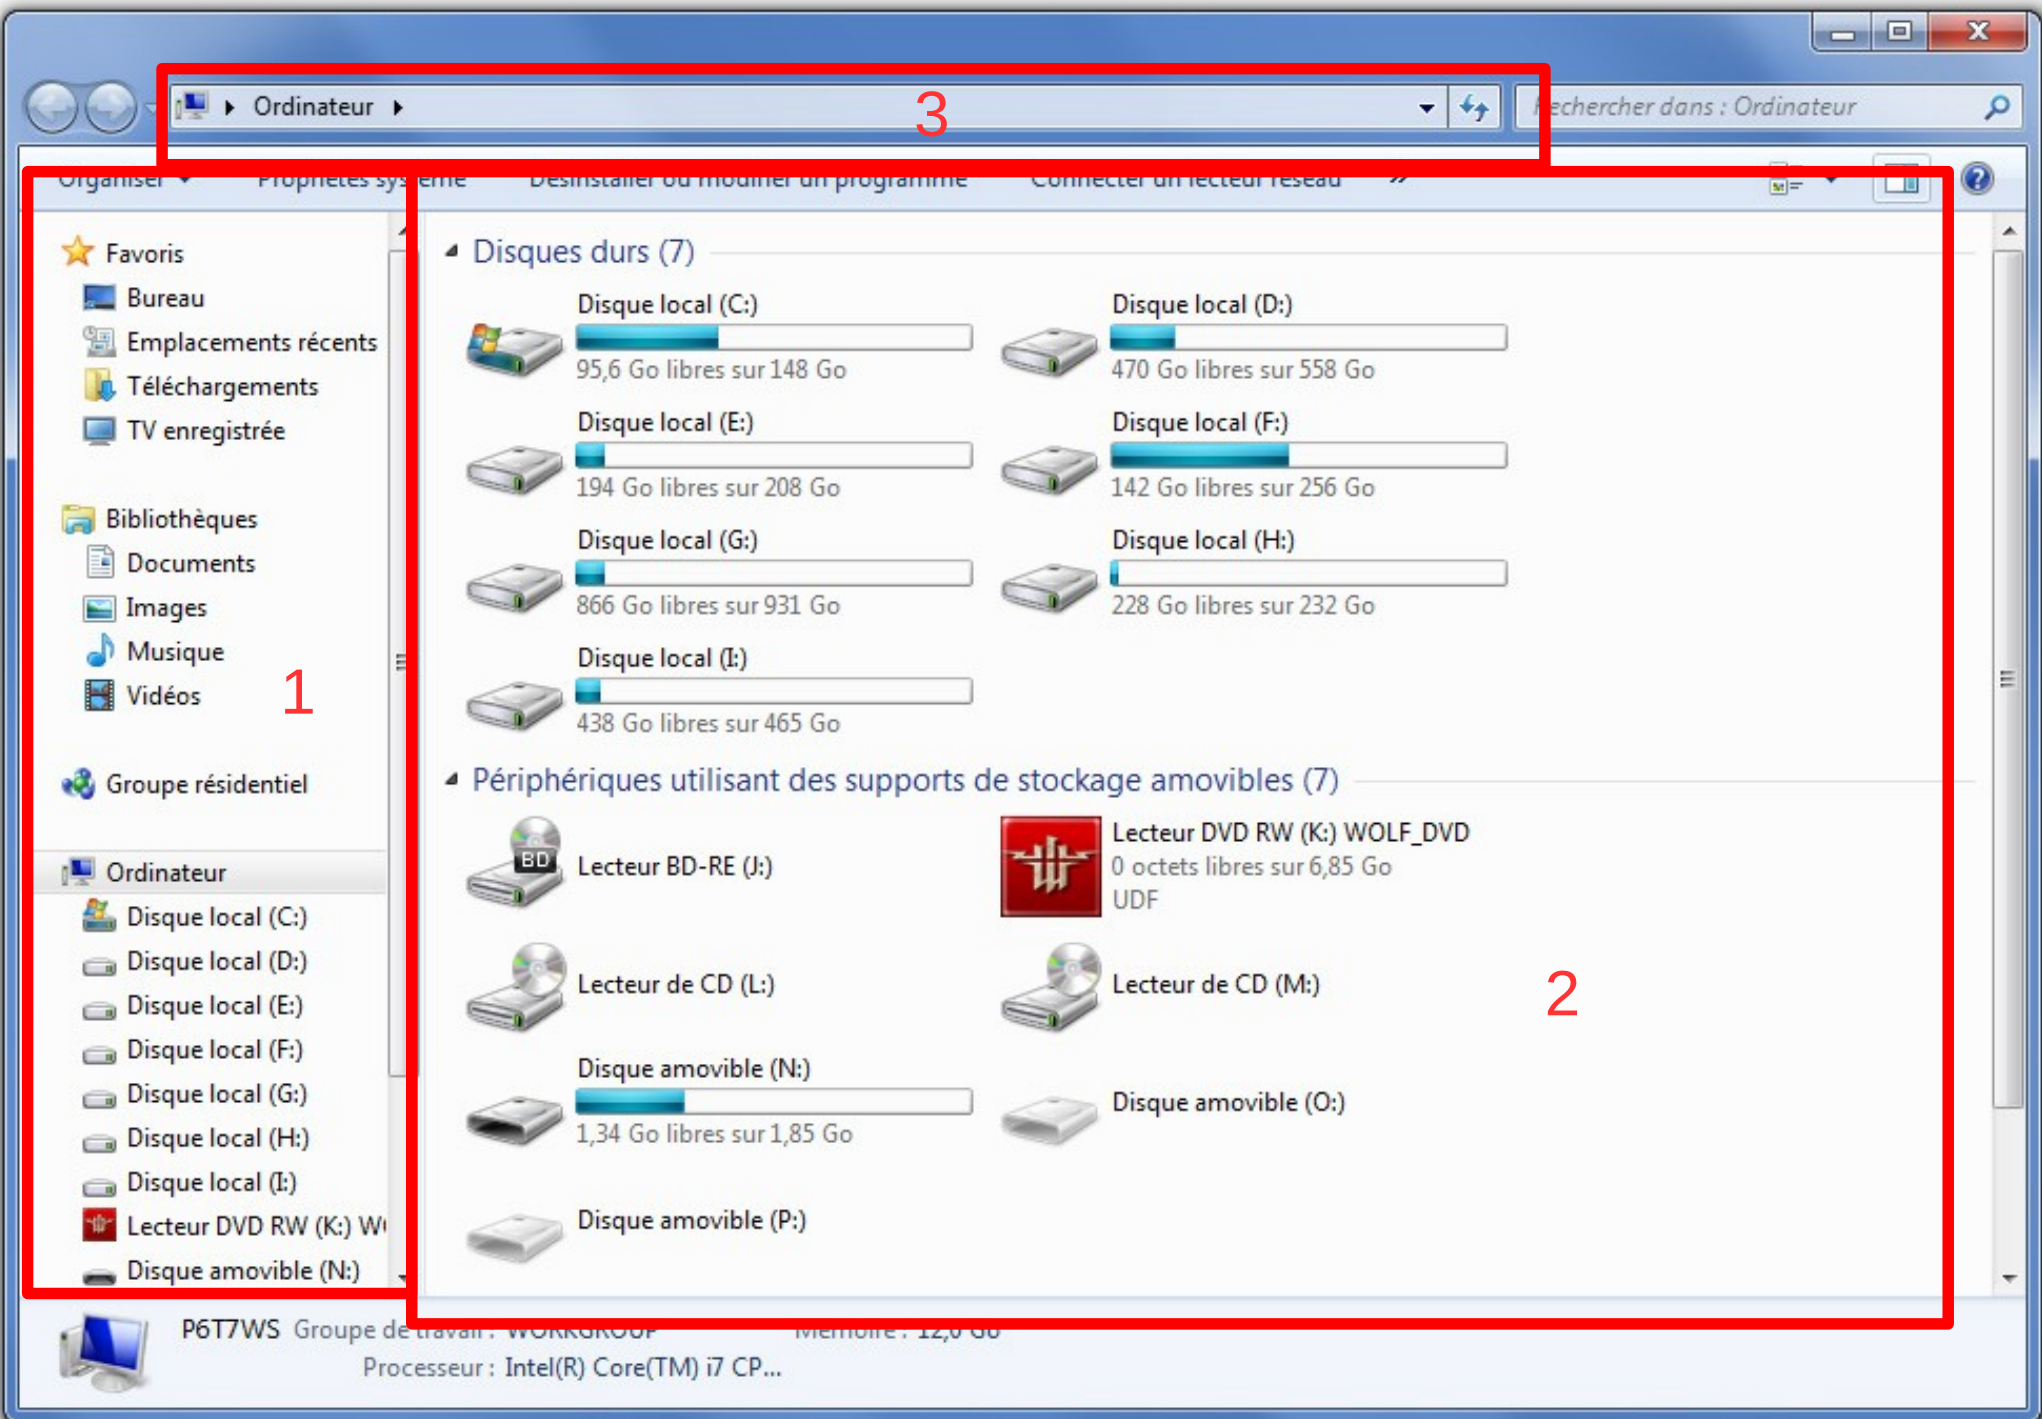 Ordinateur
3
Rechercher dans : Ordinateur
Organiser
Propriétés système
Désinstaller ou modifier un programme
Connecter un lecteur réseau
»
Favoris
Bureau
Emplacements récents
Téléchargements
TV enregistrée
Bibliothèques
Documents
Images
Musique
Vidéos
1
Groupe résidentiel
Ordinateur
Disque local (C:)
Disque local (D:)
Disque local (E:)
Disque local (F:)
Disque local (G:)
Disque local (H:)
Disque local (I:)
Lecteur DVD RW (K:) W
Disque amovible (N:)
Disques durs (7)
Disque local (C:)
95,6 Go libres sur 148 Go
Disque local (D:)
470 Go libres sur 558 Go
Disque local (E:)
194 Go libres sur 208 Go
Disque local (F:)
142 Go libres sur 256 Go
Disque local (G:)
866 Go libres sur 931 Go
Disque local (H:)
228 Go libres sur 232 Go
Disque local (I:)
438 Go libres sur 465 Go
Périphériques utilisant des supports de stockage amovibles (7)
BD
Lecteur BD-RE (J:)
Lecteur DVD RW (K:) WOLF_DVD
0 octets libres sur 6,85 Go
UDF
Lecteur de CD (L:)
Lecteur de CD (M:)
2
Disque amovible (N:)
1,34 Go libres sur 1,85 Go
Disque amovible (O:)
Disque amovible (P:)
P6T7WS Groupe de travail : WORKGROUP Mémoire : 12,0 Go
Processeur : Intel(R) Core(TM) i7 CP...